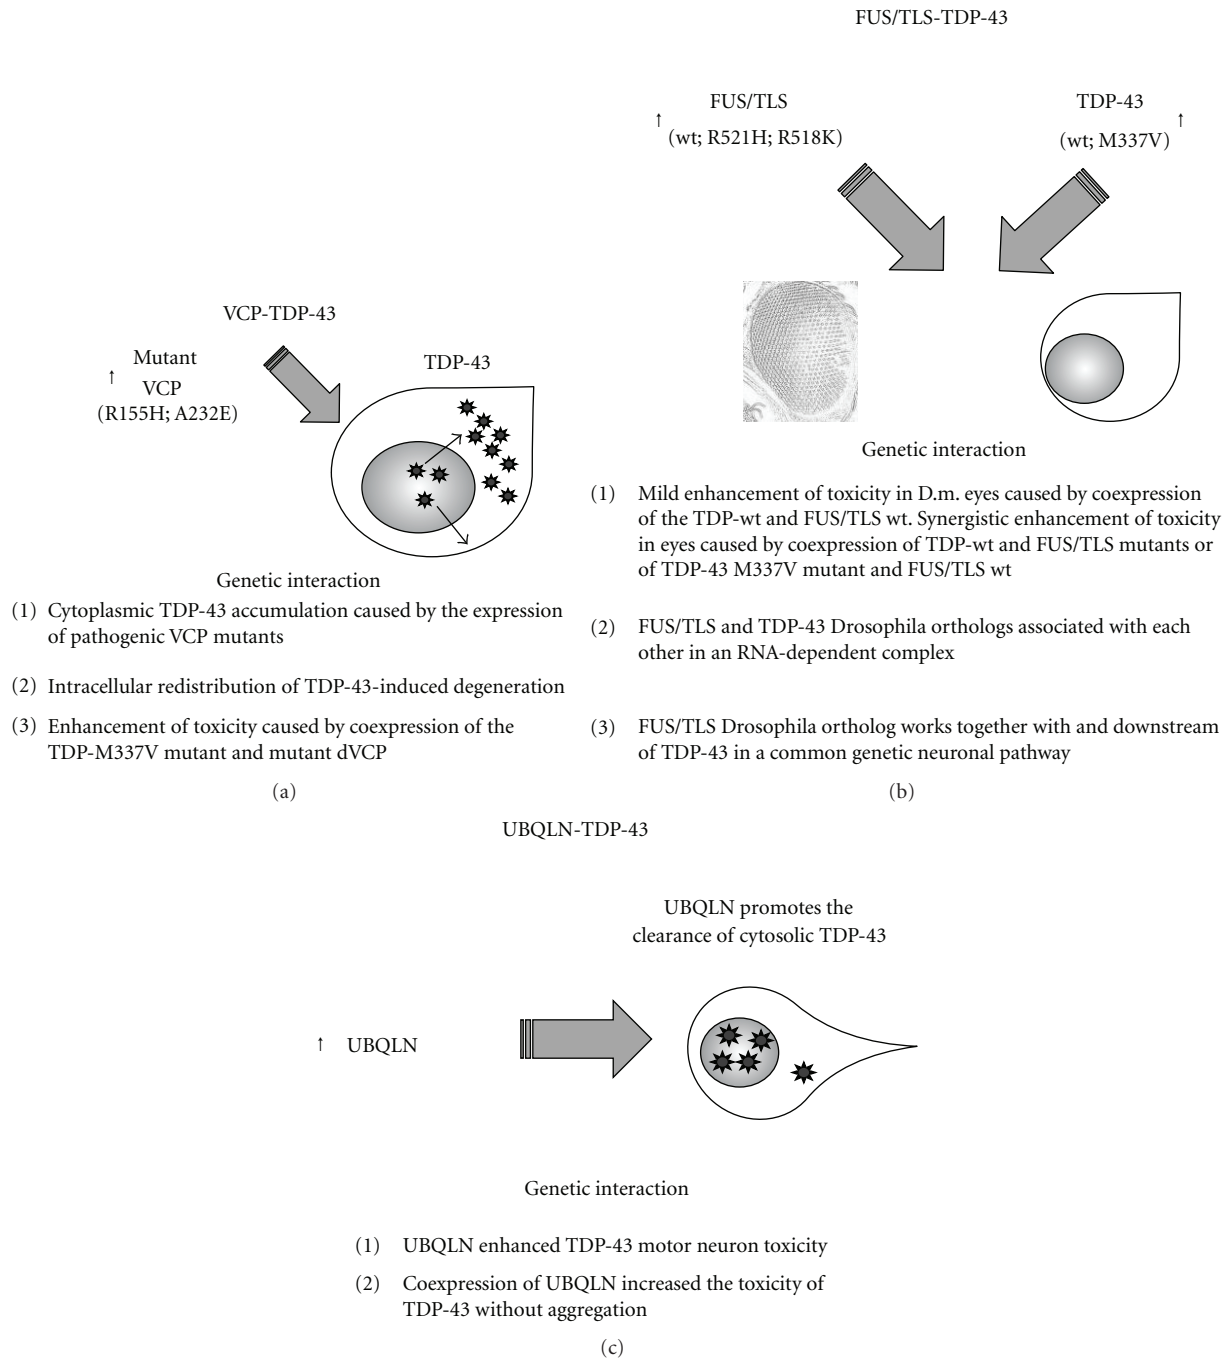 VCP-TDP-43
↑
Mutant
VCP
(R155H; A232E)
TDP-43
Genetic interaction
(1) Cytoplasmic TDP-43 accumulation caused by the expression
of pathogenic VCP mutants
(2) Intracellular redistribution of TDP-43-induced degeneration
(3) Enhancement of toxicity caused by coexpression of the
TDP-M337V mutant and mutant dVCP
(a)
FUS/TLS-TDP-43
↑
FUS/TLS
(wt; R521H; R518K)
TDP-43
↑
(wt; M337V)
Genetic interaction
(1) Mild enhancement of toxicity in D.m. eyes caused by coexpression
of the TDP-wt and FUS/TLS wt. Synergistic enhancement of toxicity
in eyes caused by coexpression of TDP-wt and FUS/TLS mutants or
of TDP-43 M337V mutant and FUS/TLS wt
(2) FUS/TLS and TDP-43 Drosophila orthologs associated with each
other in an RNA-dependent complex
(3) FUS/TLS Drosophila ortholog works together with and downstream
of TDP-43 in a common genetic neuronal pathway
(b)
UBQLN-TDP-43
UBQLN promotes the
clearance of cytosolic TDP-43
↑ UBQLN
Genetic interaction
(1) UBQLN enhanced TDP-43 motor neuron toxicity
(2) Coexpression of UBQLN increased the toxicity of
TDP-43 without aggregation
(c)